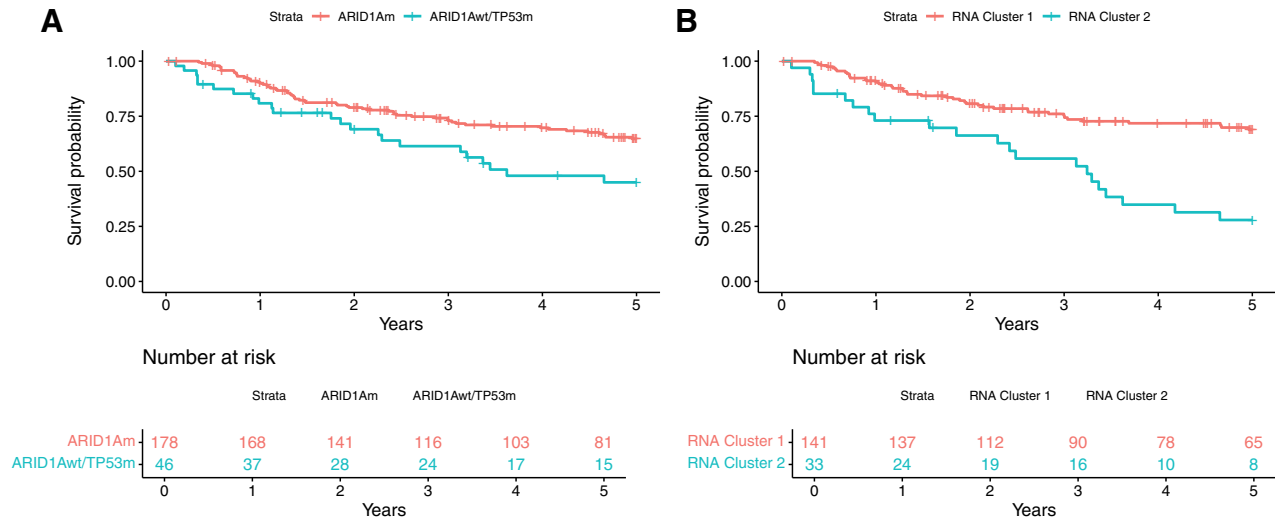 A
Strata ARID1Am ARID1Awt/TP53m
Survival probability
1.00
0.75
0.50
0.25
0.00
0 1 2 3 4 5
Years
Number at risk
Strata ARID1Am ARID1Awt/TP53m
ARID1Am 178 168 141 116 103 81
ARID1Awt/TP53m 46 37 28 24 17 15
0 1 2 3 4 5
Years
B
Strata RNA Cluster 1 RNA Cluster 2
Survival probability
1.00
0.75
0.50
0.25
0.00
0 1 2 3 4 5
Years
Number at risk
Strata RNA Cluster 1 RNA Cluster 2
RNA Cluster 1 141 137 112 90 78 65
RNA Cluster 2 33 24 19 16 10 8
0 1 2 3 4 5
Years